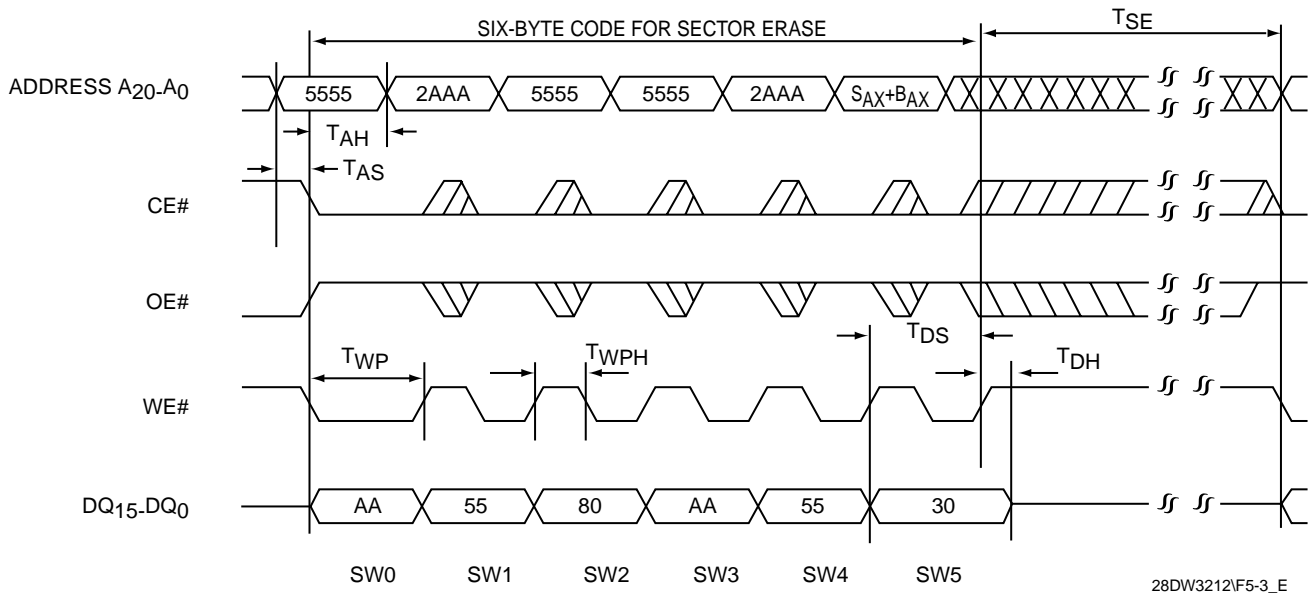 SIX-BYTE CODE FOR SECTOR ERASE
TSE
ADDRESS A20-A0
5555
2AAA
5555
5555
2AAA
SAX+BAX
TAH
TAS
CE#
OE#
TDS
TWP
TWPH
TDH
WE#
DQ15-DQ0
AA
55
80
AA
55
30
SW0
SW1
SW2
SW3
SW4
SW5
28DW3212\F5-3_E